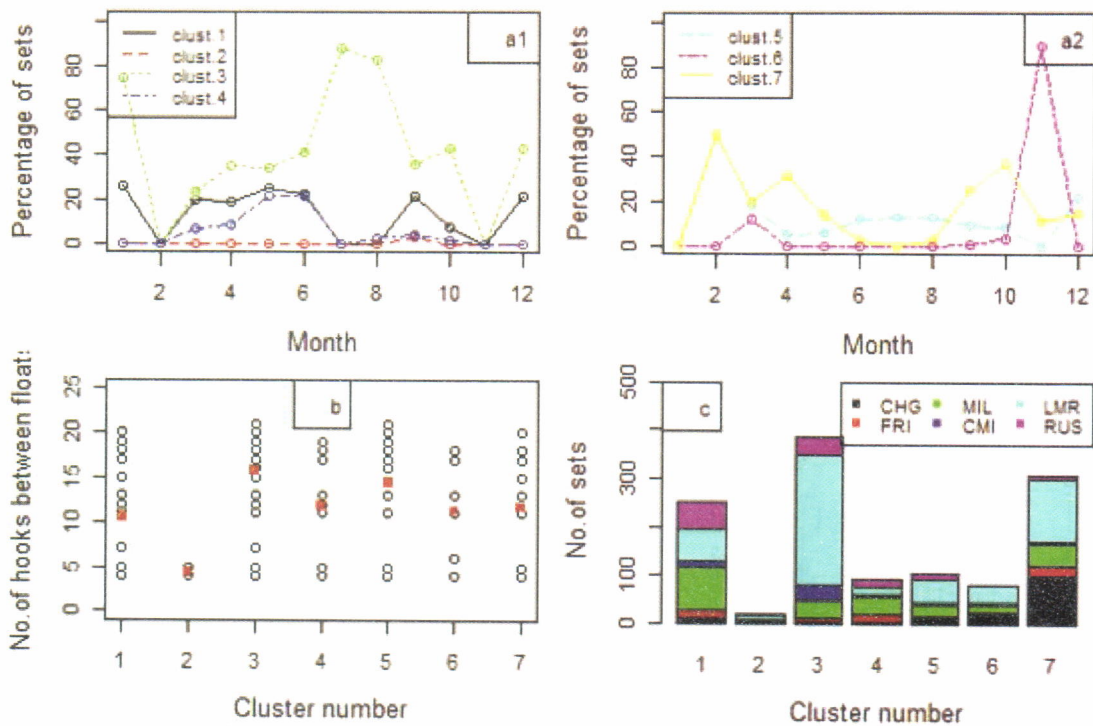 a1
clust.1
clust.2
clust.3
clust.4
Percentage of sets
0 20 40 60 80
2 4 6 8 10 12
Month
a2
clust.5
clust.6
clust.7
Percentage of sets
0 20 40 60 80
2 4 6 8 10 12
Month
b
No.of hooks between floats
0 5 10 15 20 25
1 2 3 4 5 6 7
Cluster number
c
CHG MIL LMR
FRI CMI RUS
No.of sets
0 100 300 500
1 2 3 4 5 6 7
Cluster number